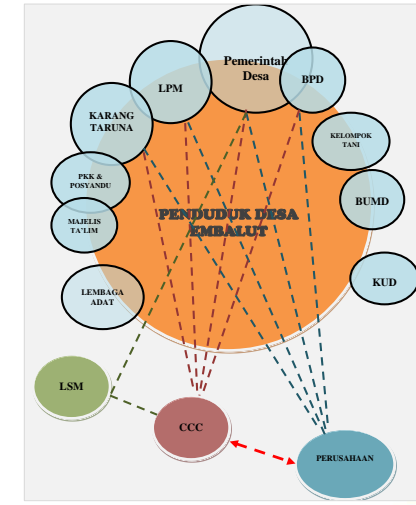 Pemerintah
Desa
BPD
LPM
KARANG
TARUNA
KELOMPOK
TANI
PKK &
POSYANDU
BUMD
PENDUDUK DESA
EMBALUT
MAJELIS
TA'LIM
KUD
LEMBAGA
ADAT
LSM
CCC
PERUSAHAAN